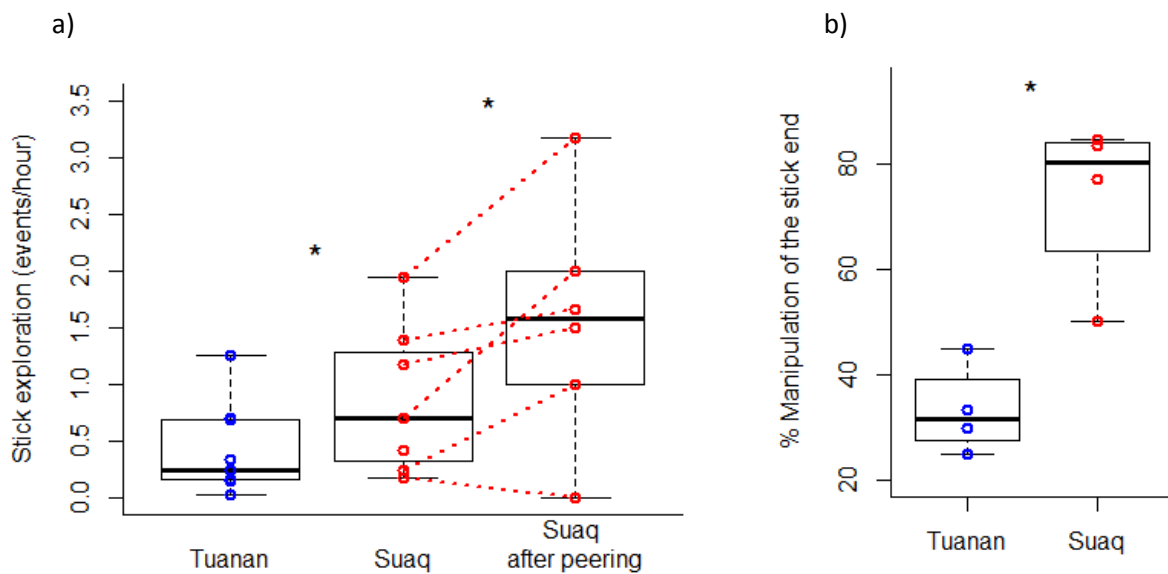 a)
Stick exploration (events/hour)
3.5
3.0
2.5
2.0
1.5
1.0
0.5
0.0
*
*
Tuanan
Suaq
Suaq
after peering
b)
% Manipulation of the stick end
80
60
40
20
*
Tuanan
Suaq